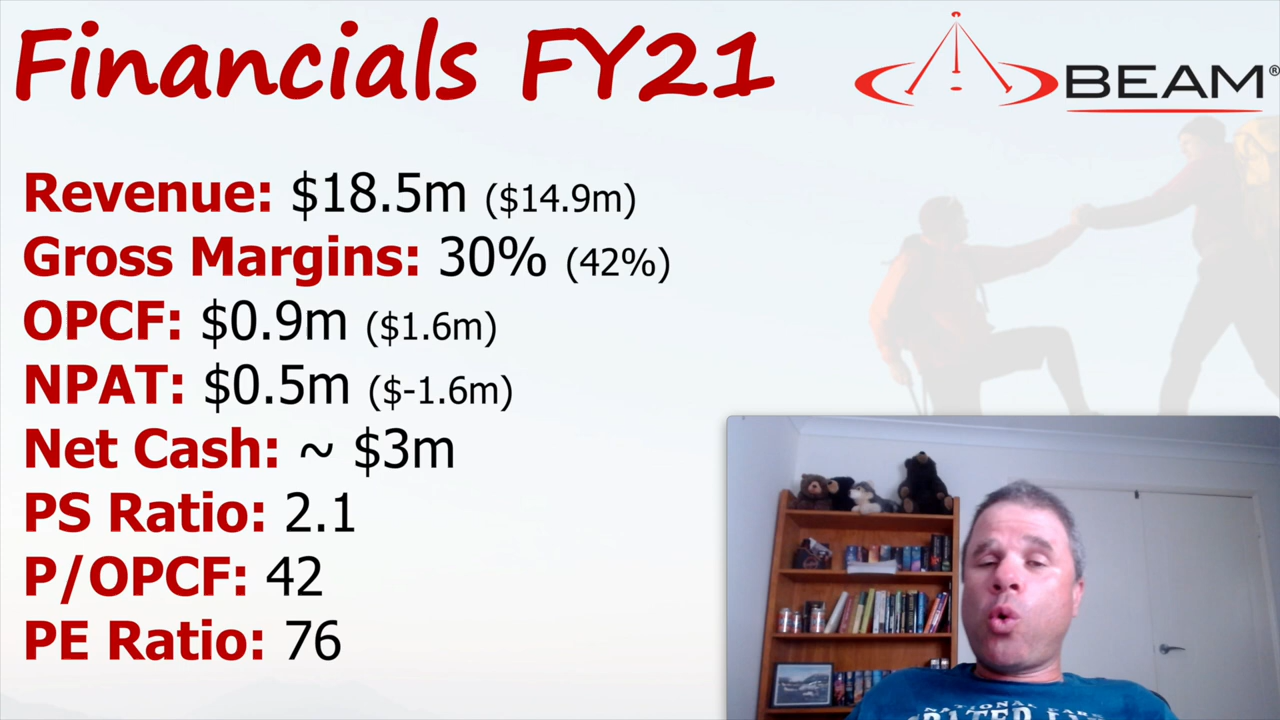 Financials FY21
BEAM®
Revenue: $18.5m ($14.9m)
Gross Margins: 30% (42%)
OPCF: $0.9m ($1.6m)
NPAT: $0.5m ($-1.6m)
Net Cash: ~ $3m
PS Ratio: 2.1
P/OPCF: 42
PE Ratio: 76